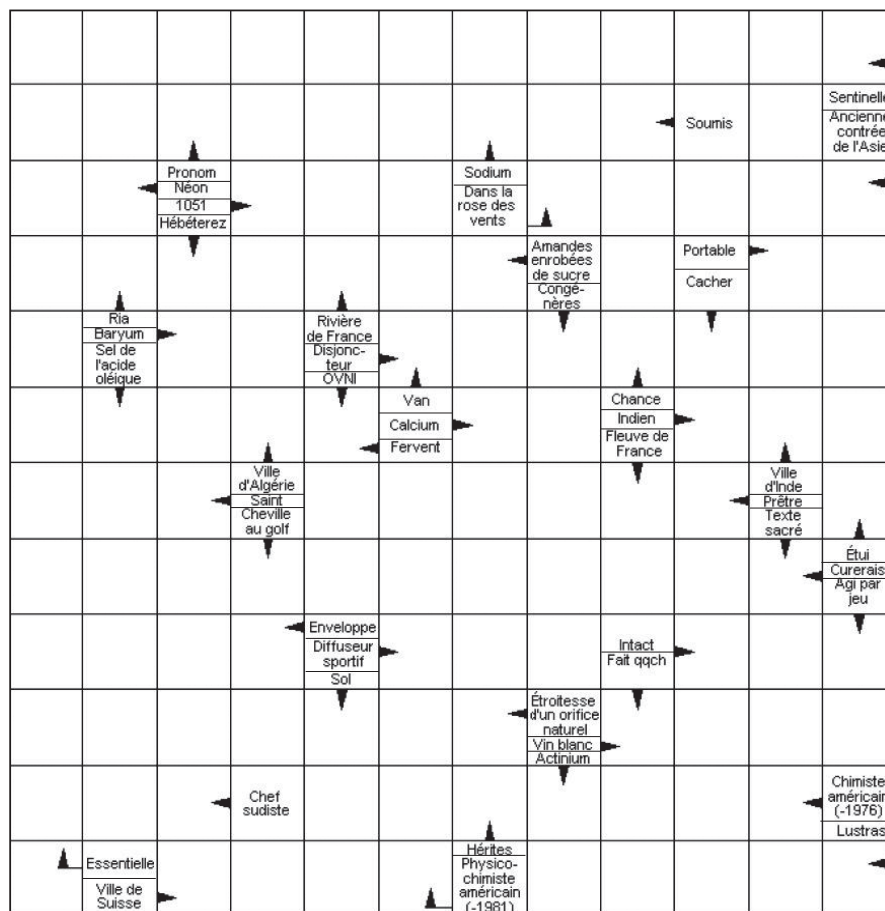 Soumis
Sentinelle
Ancienne
contrée
de l'Asie
Pronom
Néon
1051
Hébéterez
Sodium
Dans la
rose des
vents
Amandes
enrobées
de sucre
Congé-
nères
Portable
Cacher
Ria
Baryum
Sel de
l'acide
oléique
Rivière
de France
Disjonc-
teur
OVNI
Van
Calcium
Fervent
Chance
Indien
Fleuve de
France
Ville
d'Algérie
Saint
Cheville
au golf
Ville
d'Inde
Prêtre
Texte
sacré
Étui
Curerais
Agi par
jeu
Enveloppe
Diffuseur
sportif
Sol
Intact
Fait qqch
Étroitesse
d'un orifice
naturel
Vin blanc
Actinium
Chef
sudiste
Chimiste
américain
(-1976)
Lustras
Essentielle
Ville de
Suisse
Hérites
Physico-
chimiste
américain
(-1981)